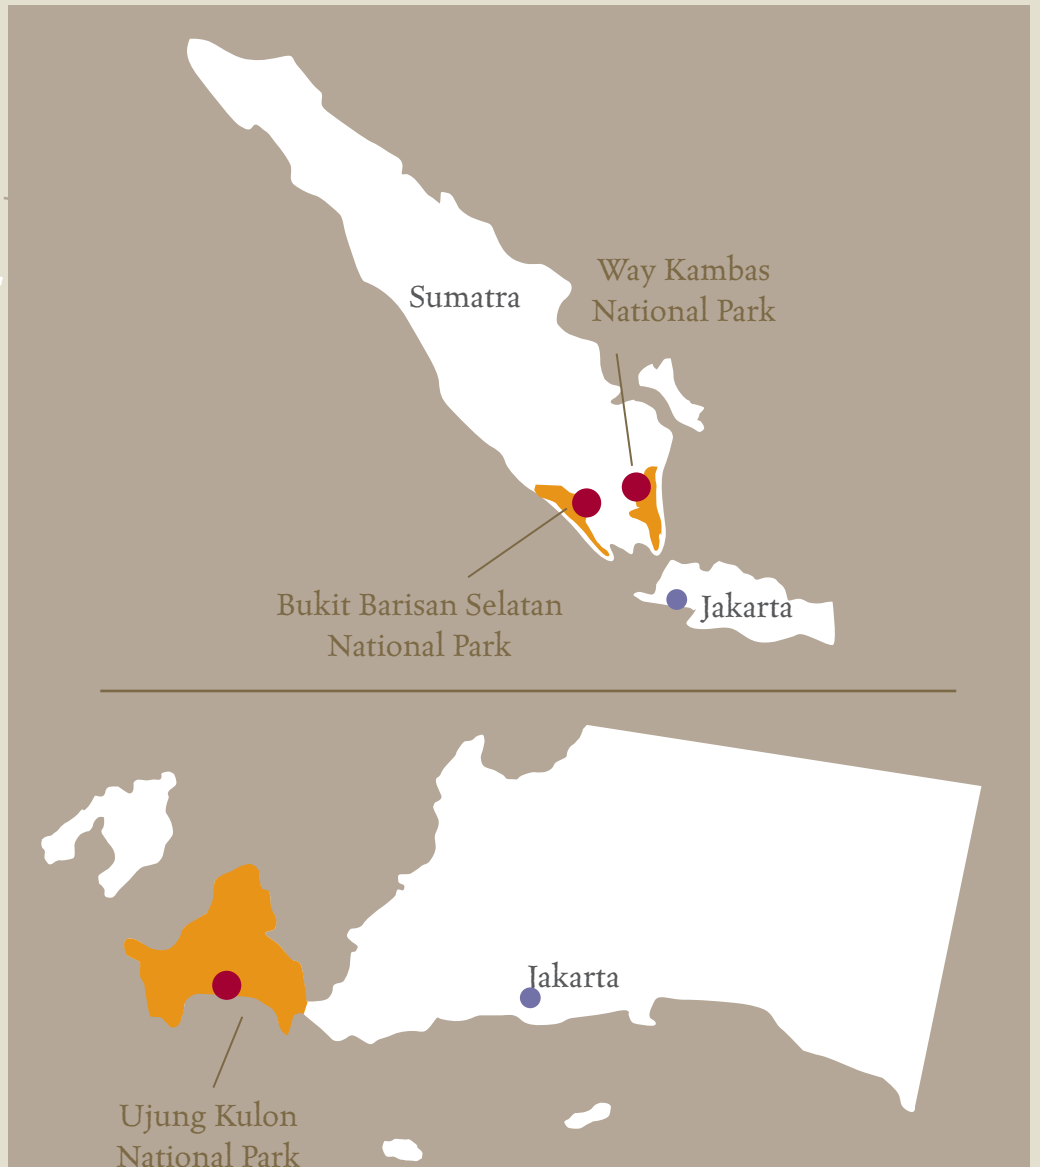 Way Kambas
National Park
Sumatra
Bukit Barisan Selatan
National Park
Jakarta
Jakarta
Ujung Kulon
National Park